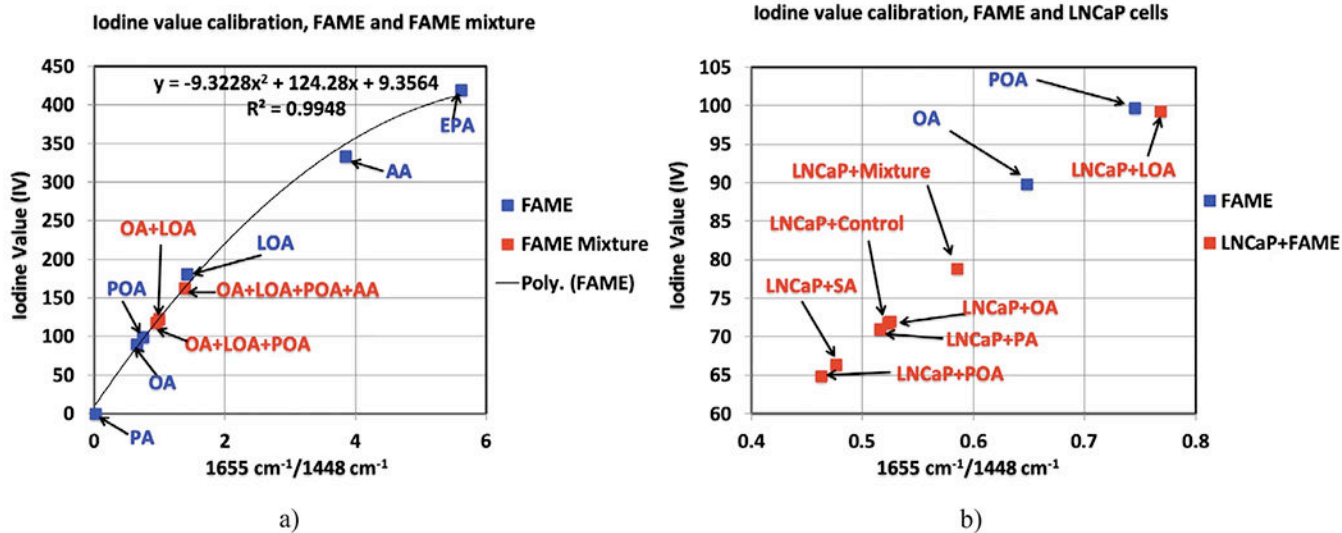 Iodine value calibration, FAME and FAME mixture
Iodine Value (IV)
450
400
350
300
250
200
150
100
50
0
y = -9.3228x² + 124.28x + 9.3564
R² = 0.9948
EPA
AA
OA+LOA
LOA
POA
OA+LOA+POA+AA
OA+LOA+POA
OA
PA
0
2
4
6
1655 cm⁻¹/1448 cm⁻¹
FAME
FAME Mixture
Poly. (FAME)
a)
Iodine value calibration, FAME and LNCaP cells
Iodine Value (IV)
105
100
95
90
85
80
75
70
65
60
POA
OA
LNCaP+LOA
LNCaP+Mixture
LNCaP+Control
LNCaP+SA
LNCaP+OA
LNCaP+PA
LNCaP+POA
0.4
0.5
0.6
0.7
0.8
1655 cm⁻¹/1448 cm⁻¹
FAME
LNCaP+FAME
b)